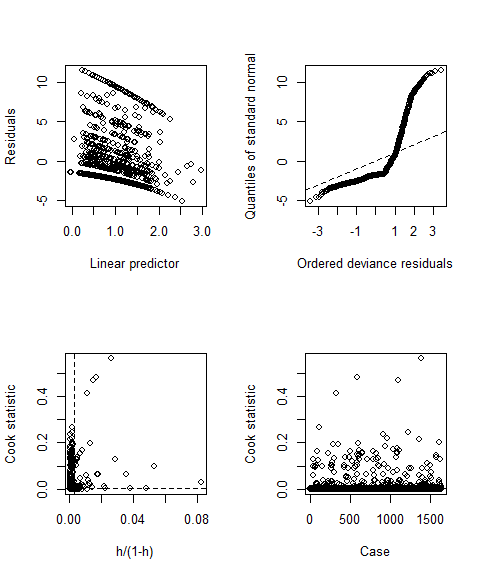 Residuals
-5 0 5 10
0.0 1.0 2.0 3.0
Linear predictor
Quantiles of standard normal
-5 0 5 10
-3 -1 1 2 3
Ordered deviance residuals
Cook statistic
0.0 0.2 0.4
0.00 0.04 0.08
h/(1-h)
Cook statistic
0.0 0.2 0.4
0 500 1000 1500
Case